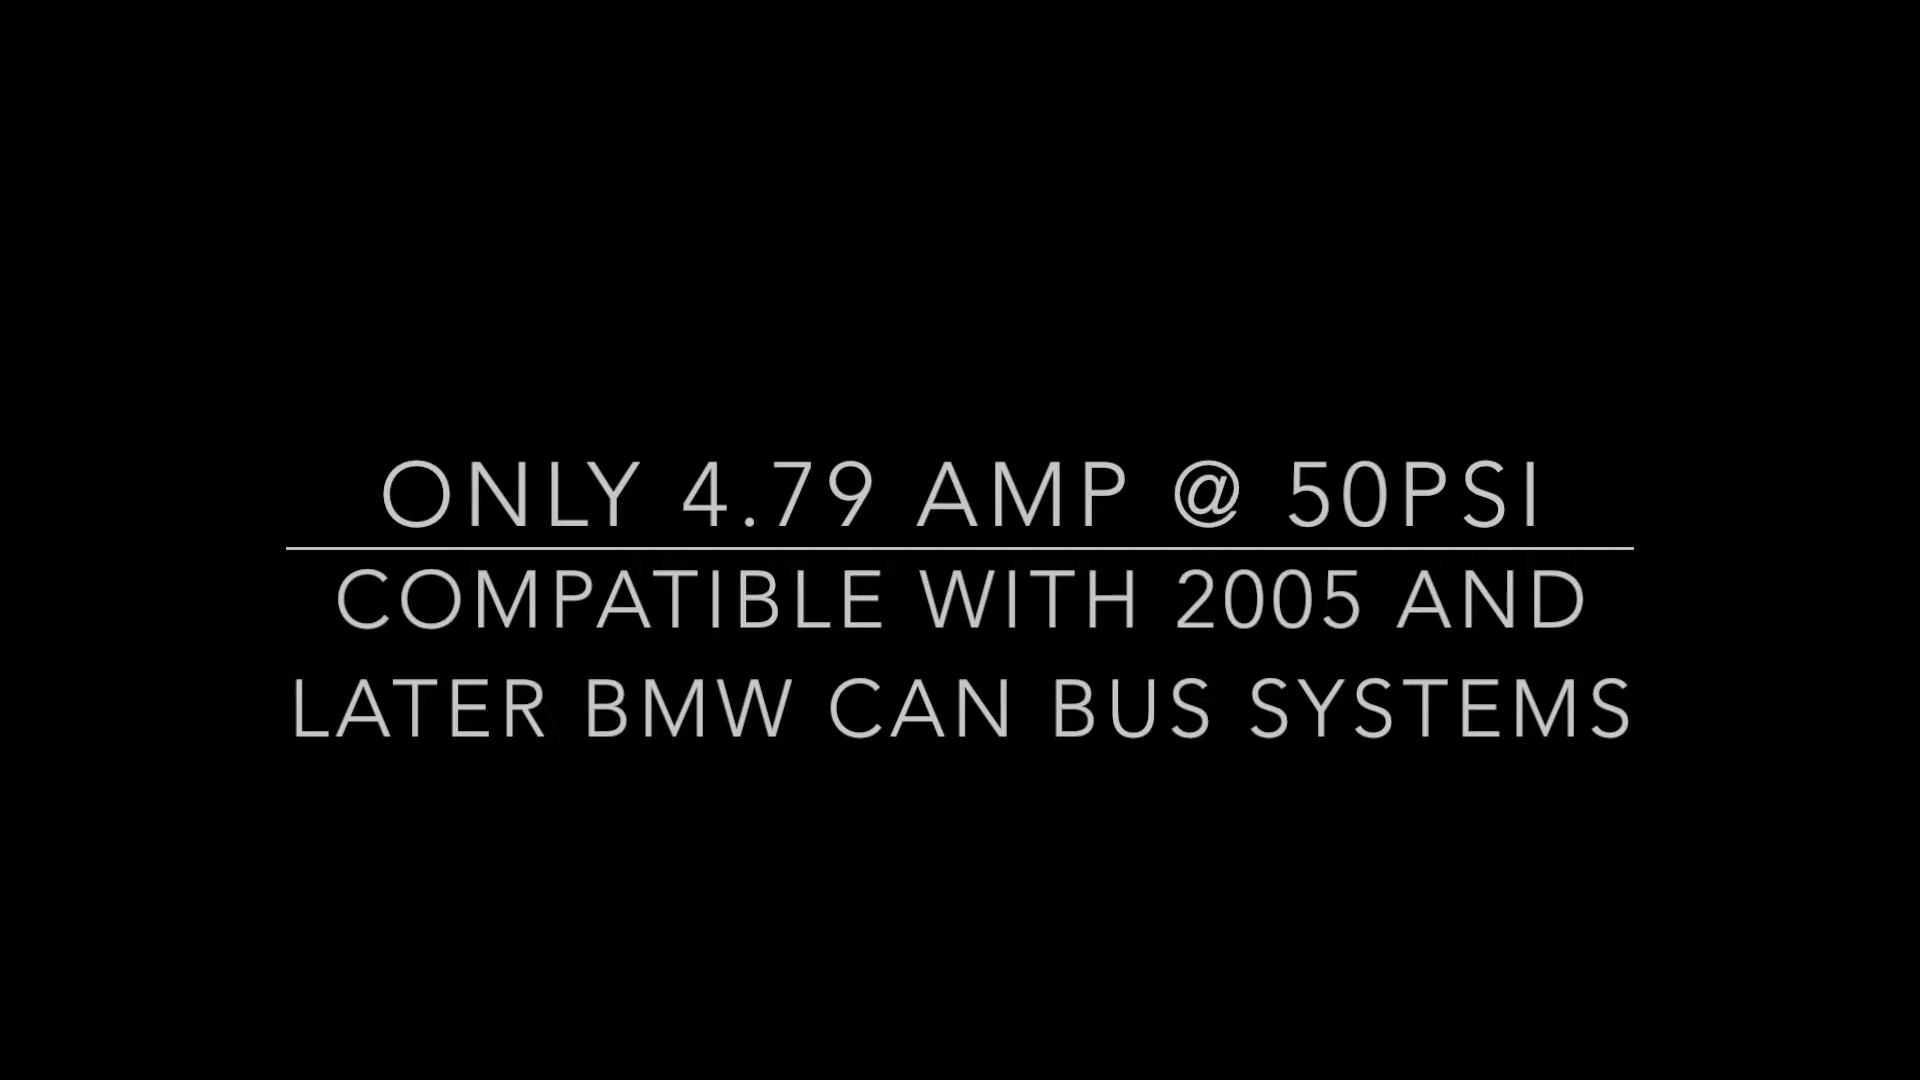 ONLY 4.79 AMP @ 50PSI
COMPATIBLE WITH 2005 AND
LATER BMW CAN BUS SYSTEMS